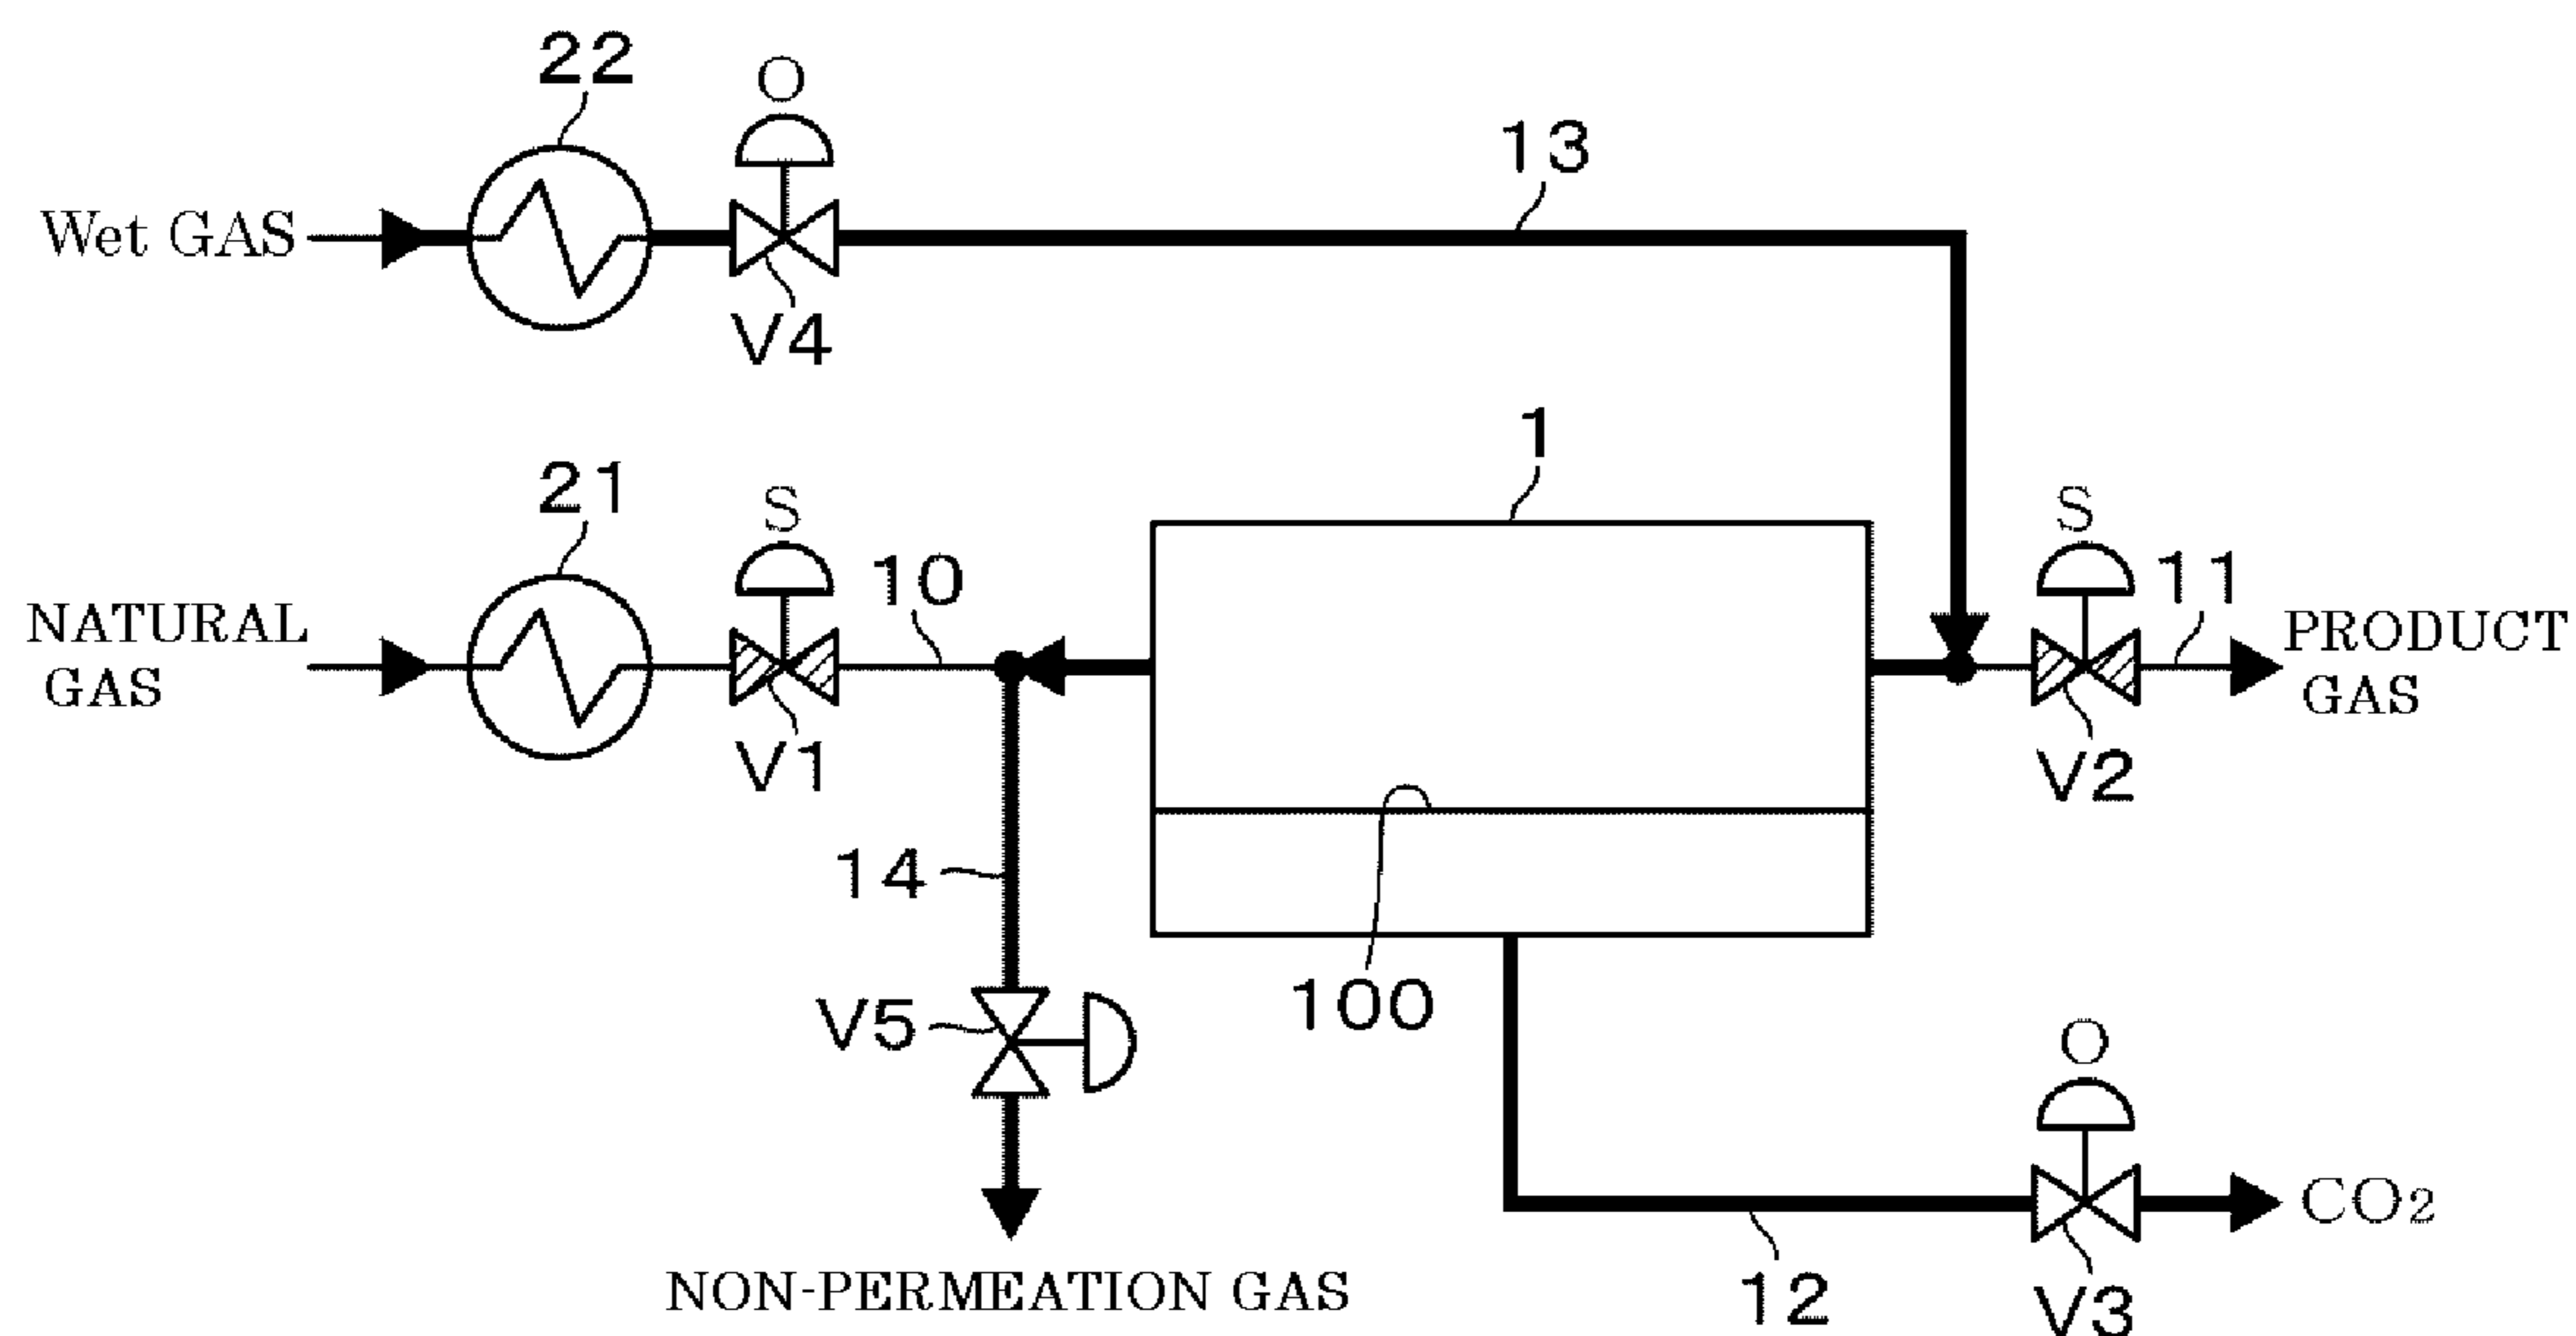 22
O
13
Wet GAS
V4
1
21
S
S
10
11
NATURAL
GAS
PRODUCT
GAS
V1
V2
14
100
V5
O
CO2
12
V3
NON-PERMEATION GAS